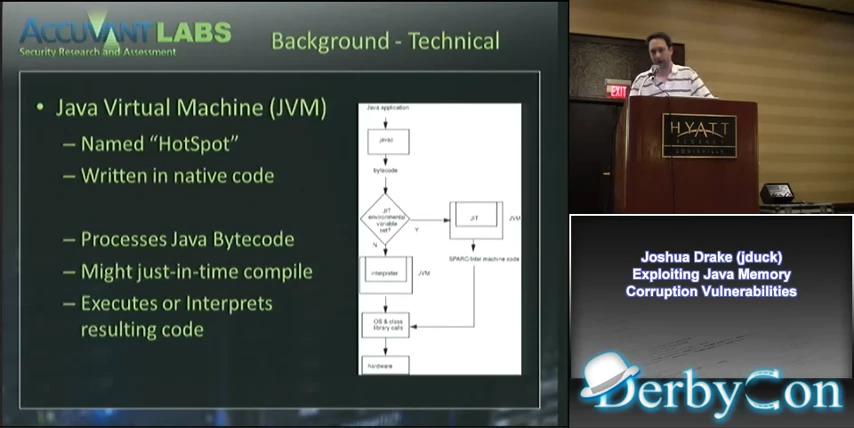 ACCUVANT LABS
Security Research and Assessment
Background - Technical
• Java Virtual Machine (JVM)
– Named “HotSpot”
– Written in native code
– Processes Java Bytecode
– Might just-in-time compile
– Executes or Interprets
resulting code
Java application
javac
bytecode
JIT
environmental
variable
set?
Y
N
JIT
JVM
SPARC/Intel machine code
interpreter
JVM
OS & class
library calls
hardware
EXIT
HYATT
REGENCY
LOUISVILLE
Joshua Drake (jduck)
Exploiting Java Memory
Corruption Vulnerabilities
DerbyCon